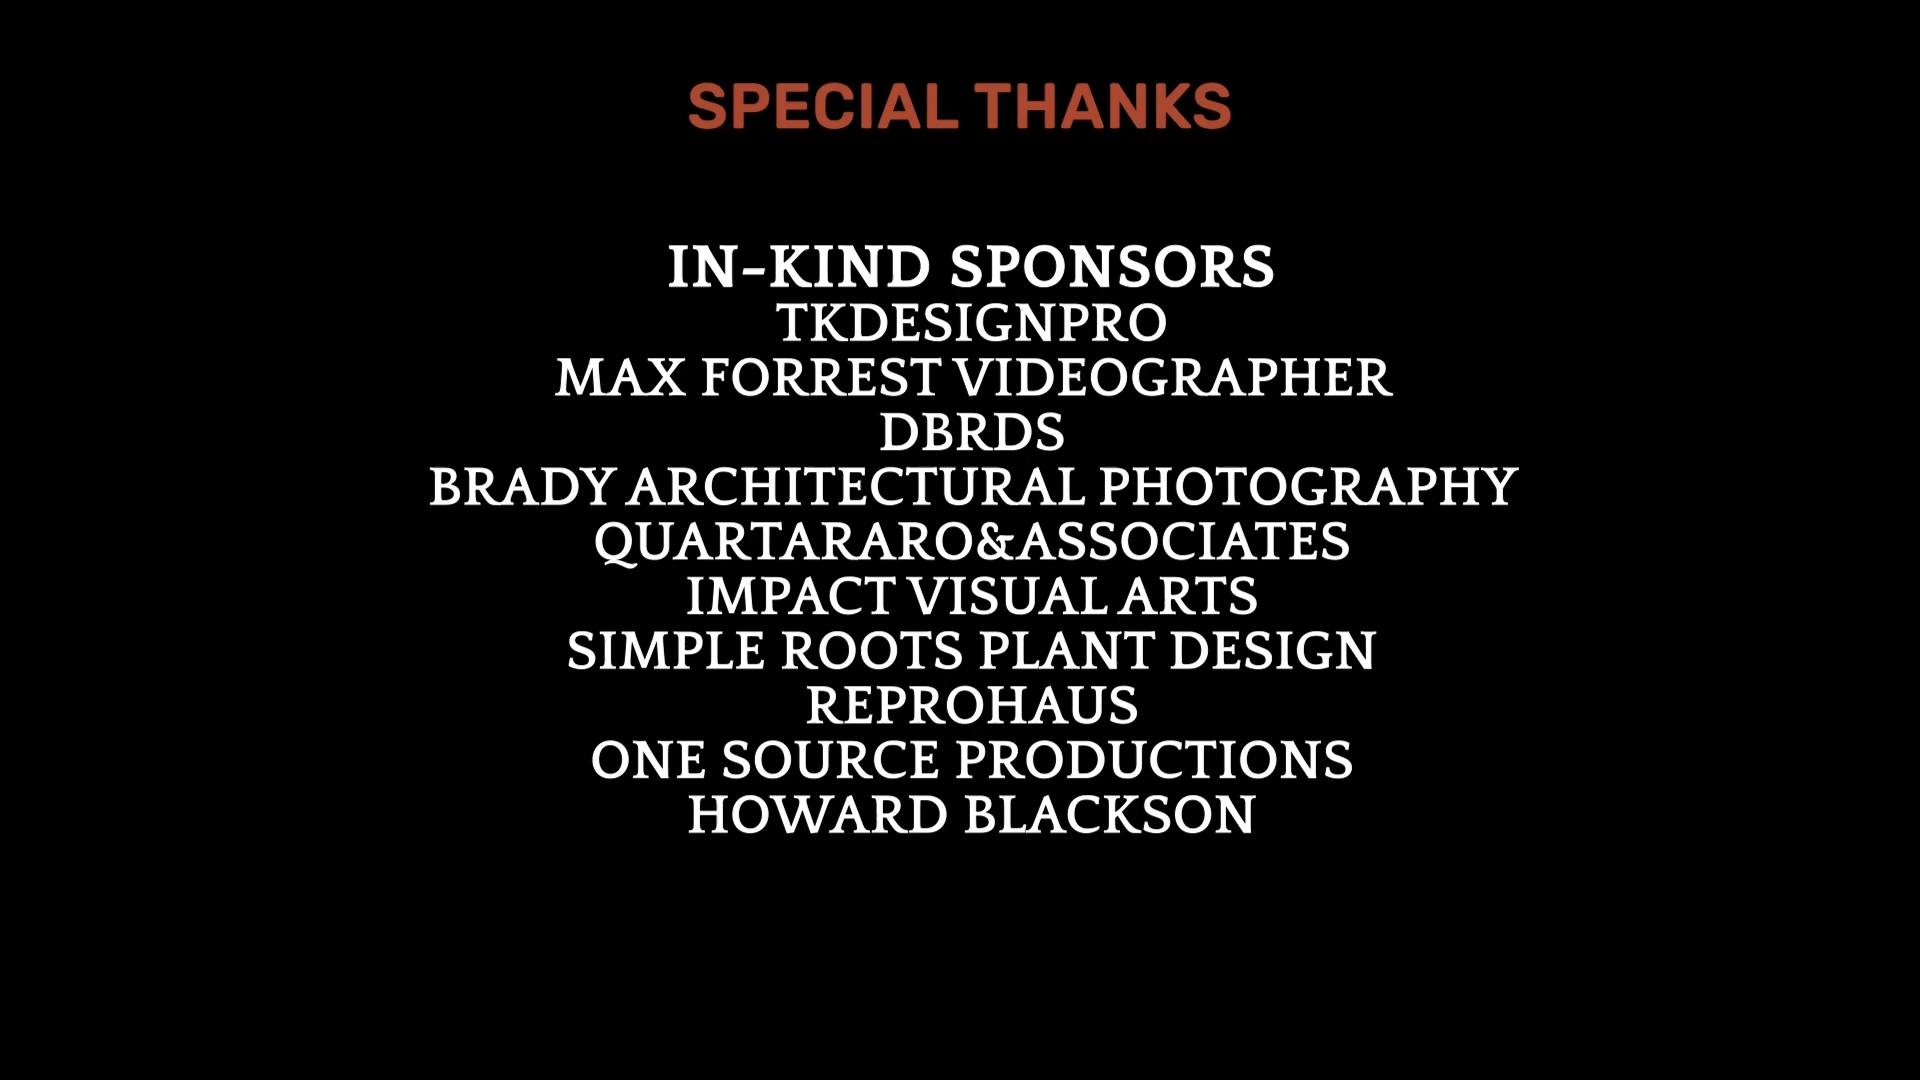 SPECIAL THANKS
IN-KIND SPONSORS
TKDESIGNPRO
MAX FORREST VIDEOGRAPHER
DBRDS
BRADY ARCHITECTURAL PHOTOGRAPHY
QUARTARARO&ASSOCIATES
IMPACT VISUAL ARTS
SIMPLE ROOTS PLANT DESIGN
REPROHAUS
ONE SOURCE PRODUCTIONS
HOWARD BLACKSON